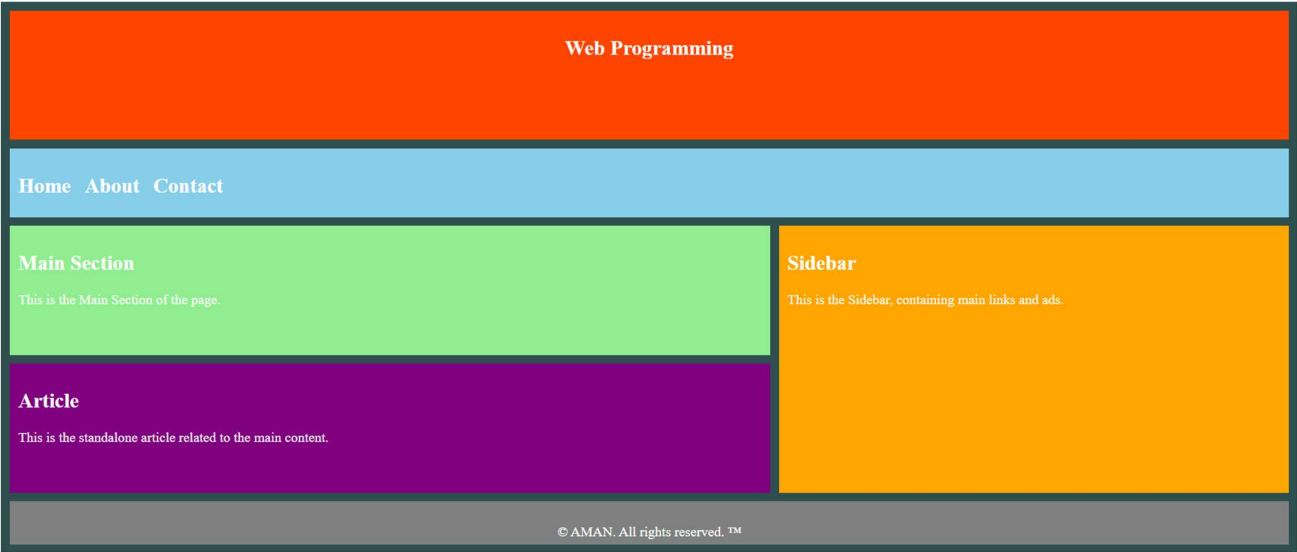 Web Programming
Home About Contact
Main Section
This is the Main Section of the page.
Sidebar
This is the Sidebar, containing main links and ads.
Article
This is the standalone article related to the main content.
© AMAN. All rights reserved. ™